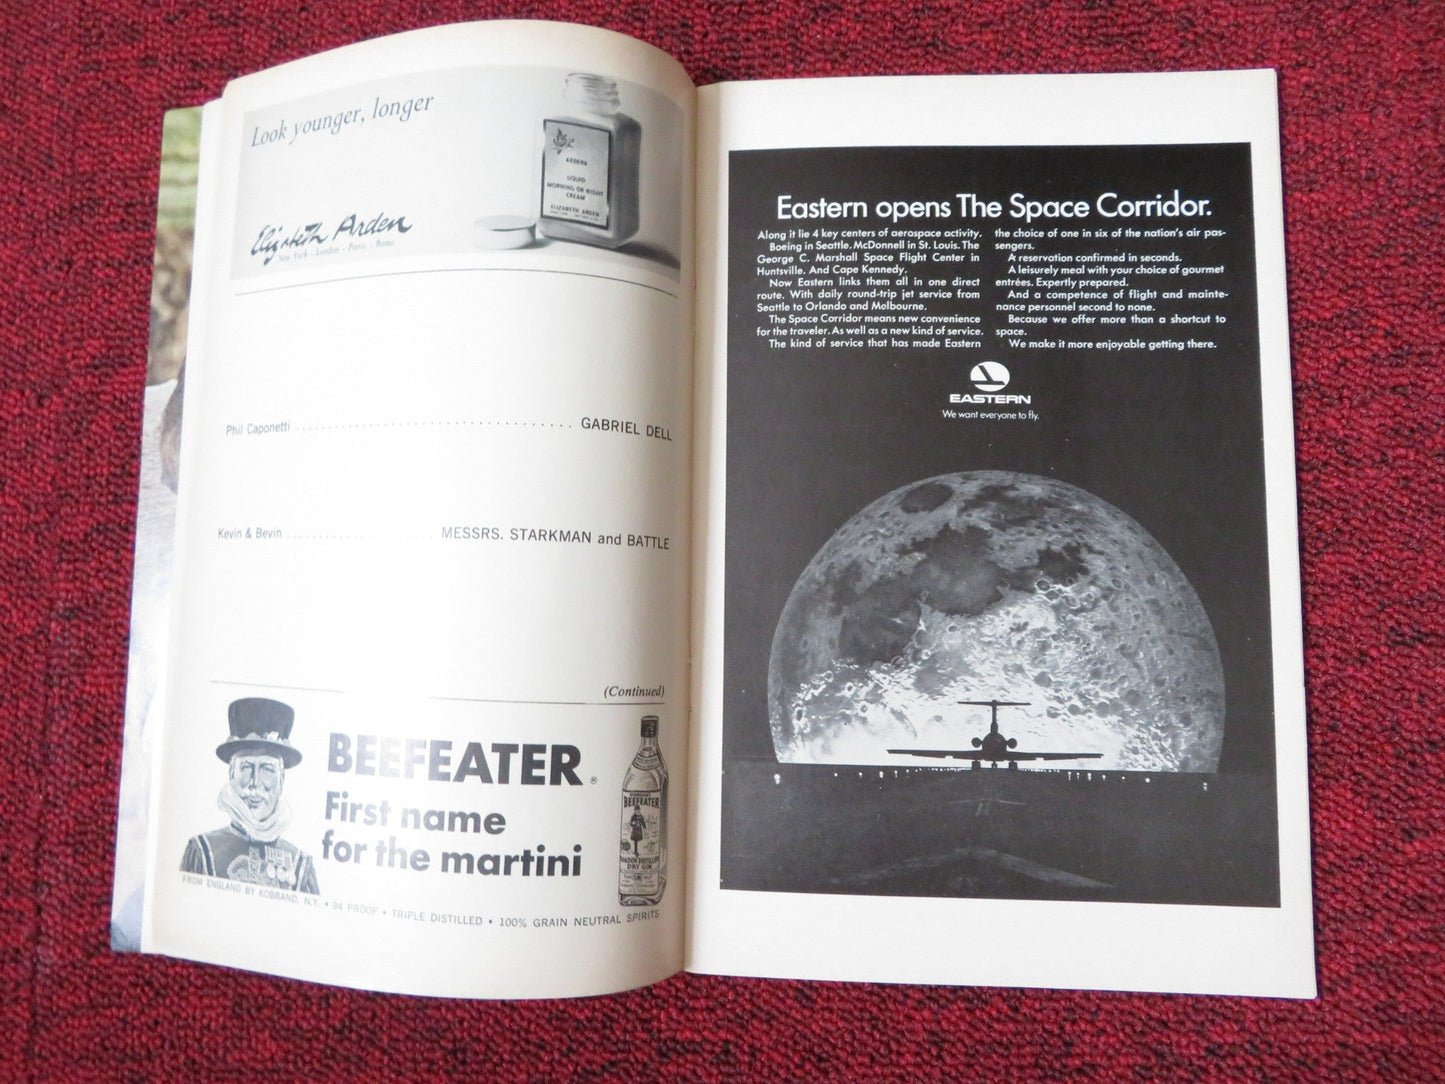 Look younger, longer
ARDENA
LIQUID
MORNING OR NIGHT
CREAM
ELIZABETH ARDEN
Elizabeth Arden
New York - London - Paris - Rome
Phil Caponetti . . . . . . . . . . . . . . . . . . . . . . . . . . . . . . . . . . . . . . GABRIEL DELL
Kevin & Bevin . . . . . . . . . . . . . . . . . . . . . MESSRS. STARKMAN and BATTLE
(Continued)
BEEFEATER®
First name
for the martini
BEEFEATER
LONDON DISTILLED
DRY GIN
FROM ENGLAND BY KOBRAND, N.Y. • 94 PROOF • TRIPLE DISTILLED • 100% GRAIN NEUTRAL SPIRITS
Eastern opens The Space Corridor.
Along it lie 4 key centers of aerospace activity.
Boeing in Seattle. McDonnell in St. Louis. The
George C. Marshall Space Flight Center in
Huntsville. And Cape Kennedy.
Now Eastern links them all in one direct
route. With daily round-trip jet service from
Seattle to Orlando and Melbourne.
The Space Corridor means new convenience
for the traveler. As well as a new kind of service.
The kind of service that has made Eastern
the choice of one in six of the nation's air pas-
sengers.
A reservation confirmed in seconds.
A leisurely meal with your choice of gourmet
entrées. Expertly prepared.
And a competence of flight and mainte-
nance personnel second to none.
Because we offer more than a shortcut to
space.
We make it more enjoyable getting there.
EASTERN
We want everyone to fly.